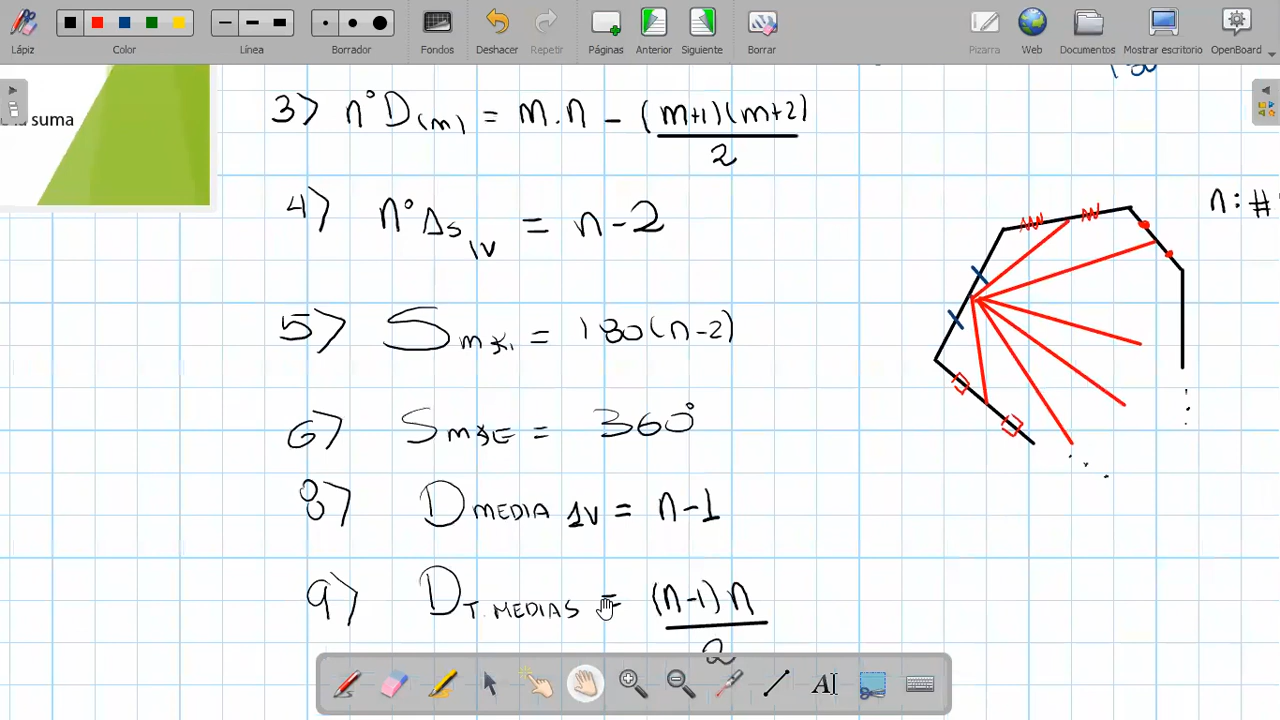 Lápiz Color Línea Borrador Fondos Deshacer Repetir Páginas Anterior Siguiente Borrar Pizarra Web Documentos Mostrar escritorio OpenBoard
suma
3) n° D(m) = m.n - (m+1)(m+2)
2
4) n° Δs 1V = n-2
n: #
5) Sm∢i = 180(n-2)
6) Sm∢E = 360°
8) D MEDIA 1V = n-1
9) D T. MEDIAS = (n-1)n
2